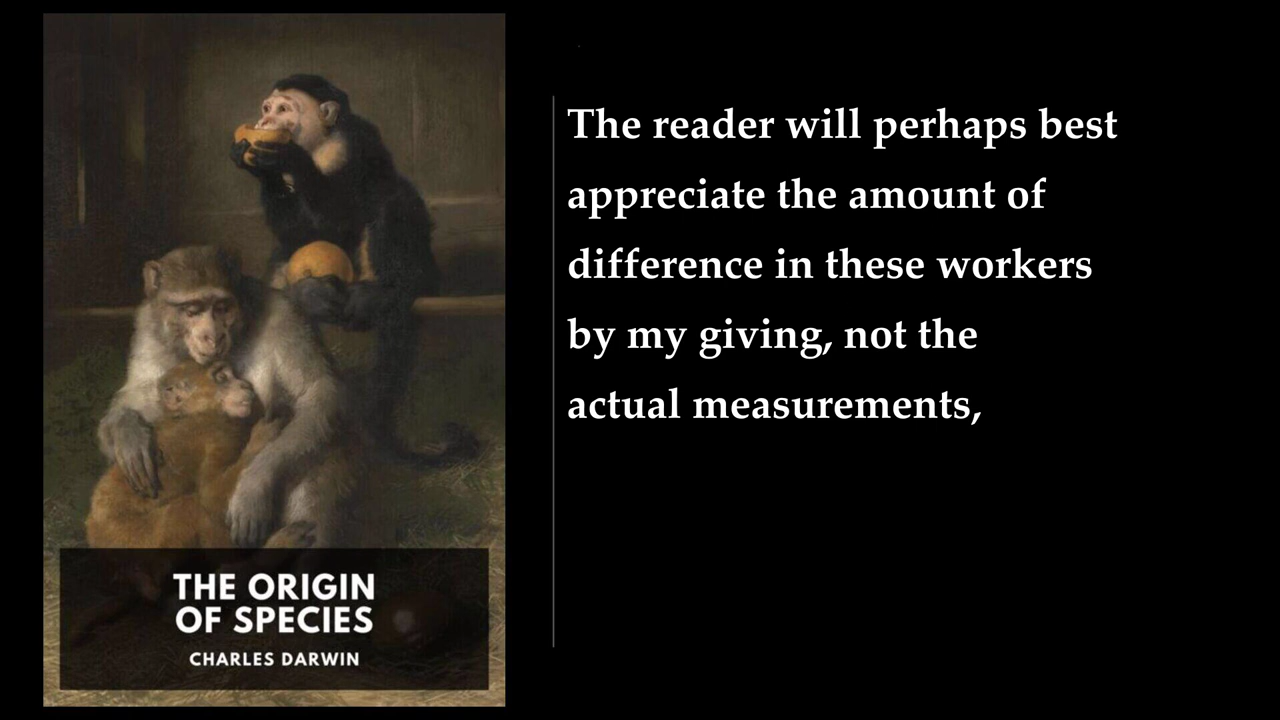 The reader will perhaps best
appreciate the amount of
difference in these workers
by my giving, not the
actual measurements,
THE ORIGIN
OF SPECIES
CHARLES DARWIN